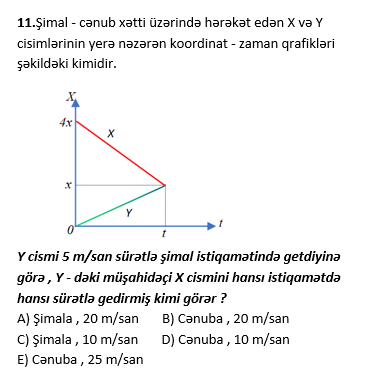 11.Şimal - cənub xətti üzərində hərəkət edən X və Y
cisimlərinin yerə nəzərən koordinat - zaman qrafikləri
şəkildəki kimidir.
X
4x
X
x
Y
0
t
t
Y cismi 5 m/san sürətlə şimal istiqamətində getdiyinə
görə , Y - dəki müşahidəçi X cismini hansı istiqamətdə
hansı sürətlə gedirmiş kimi görər ?
A) Şimala , 20 m/san B) Cənuba , 20 m/san
C) Şimala , 10 m/san D) Cənuba , 10 m/san
E) Cənuba , 25 m/san